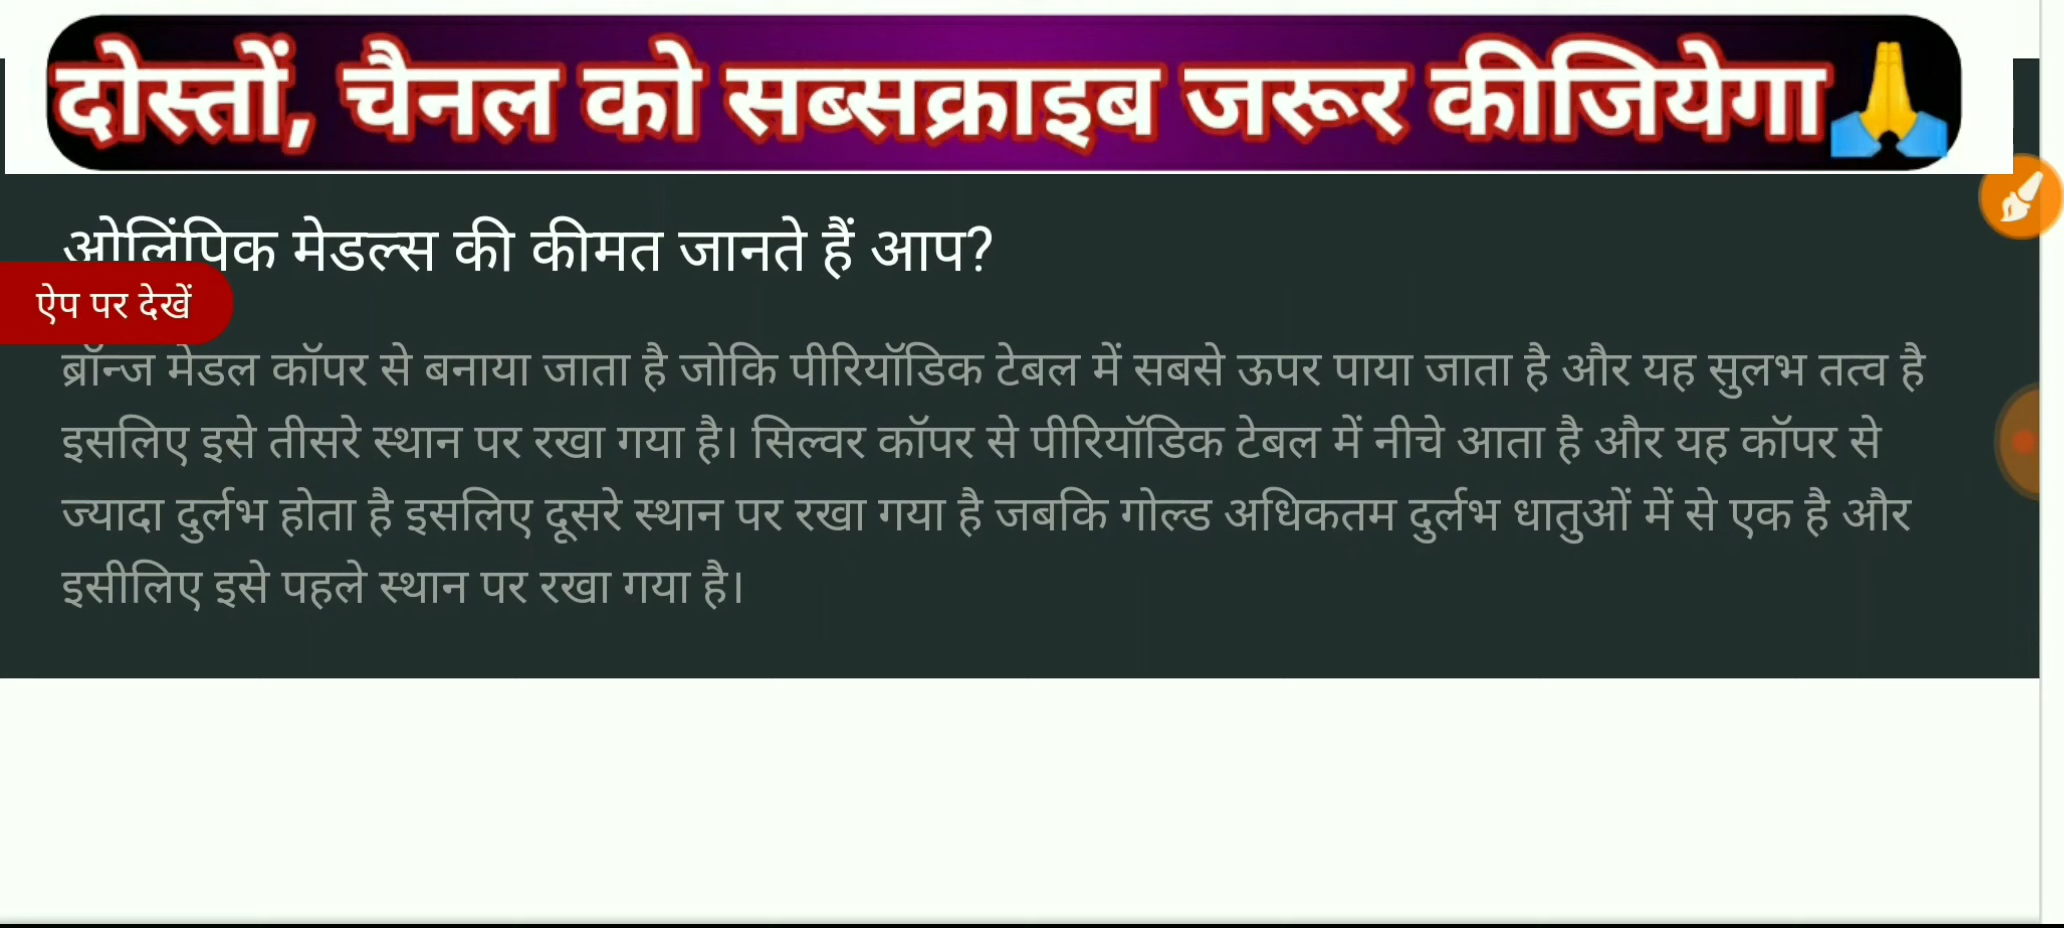 दोस्तों, चैनल को सब्सक्राइब जरूर कीजियेगा🙏
ओलिंपिक मेडल्स की कीमत जानते हैं आप?
ऐप पर देखें
ब्रॉन्ज मेडल कॉपर से बनाया जाता है जोकि पीरियॉडिक टेबल में सबसे ऊपर पाया जाता है और यह सुलभ तत्व है
इसलिए इसे तीसरे स्थान पर रखा गया है। सिल्वर कॉपर से पीरियॉडिक टेबल में नीचे आता है और यह कॉपर से
ज्यादा दुर्लभ होता है इसलिए दूसरे स्थान पर रखा गया है जबकि गोल्ड अधिकतम दुर्लभ धातुओं में से एक है और
इसीलिए इसे पहले स्थान पर रखा गया है।